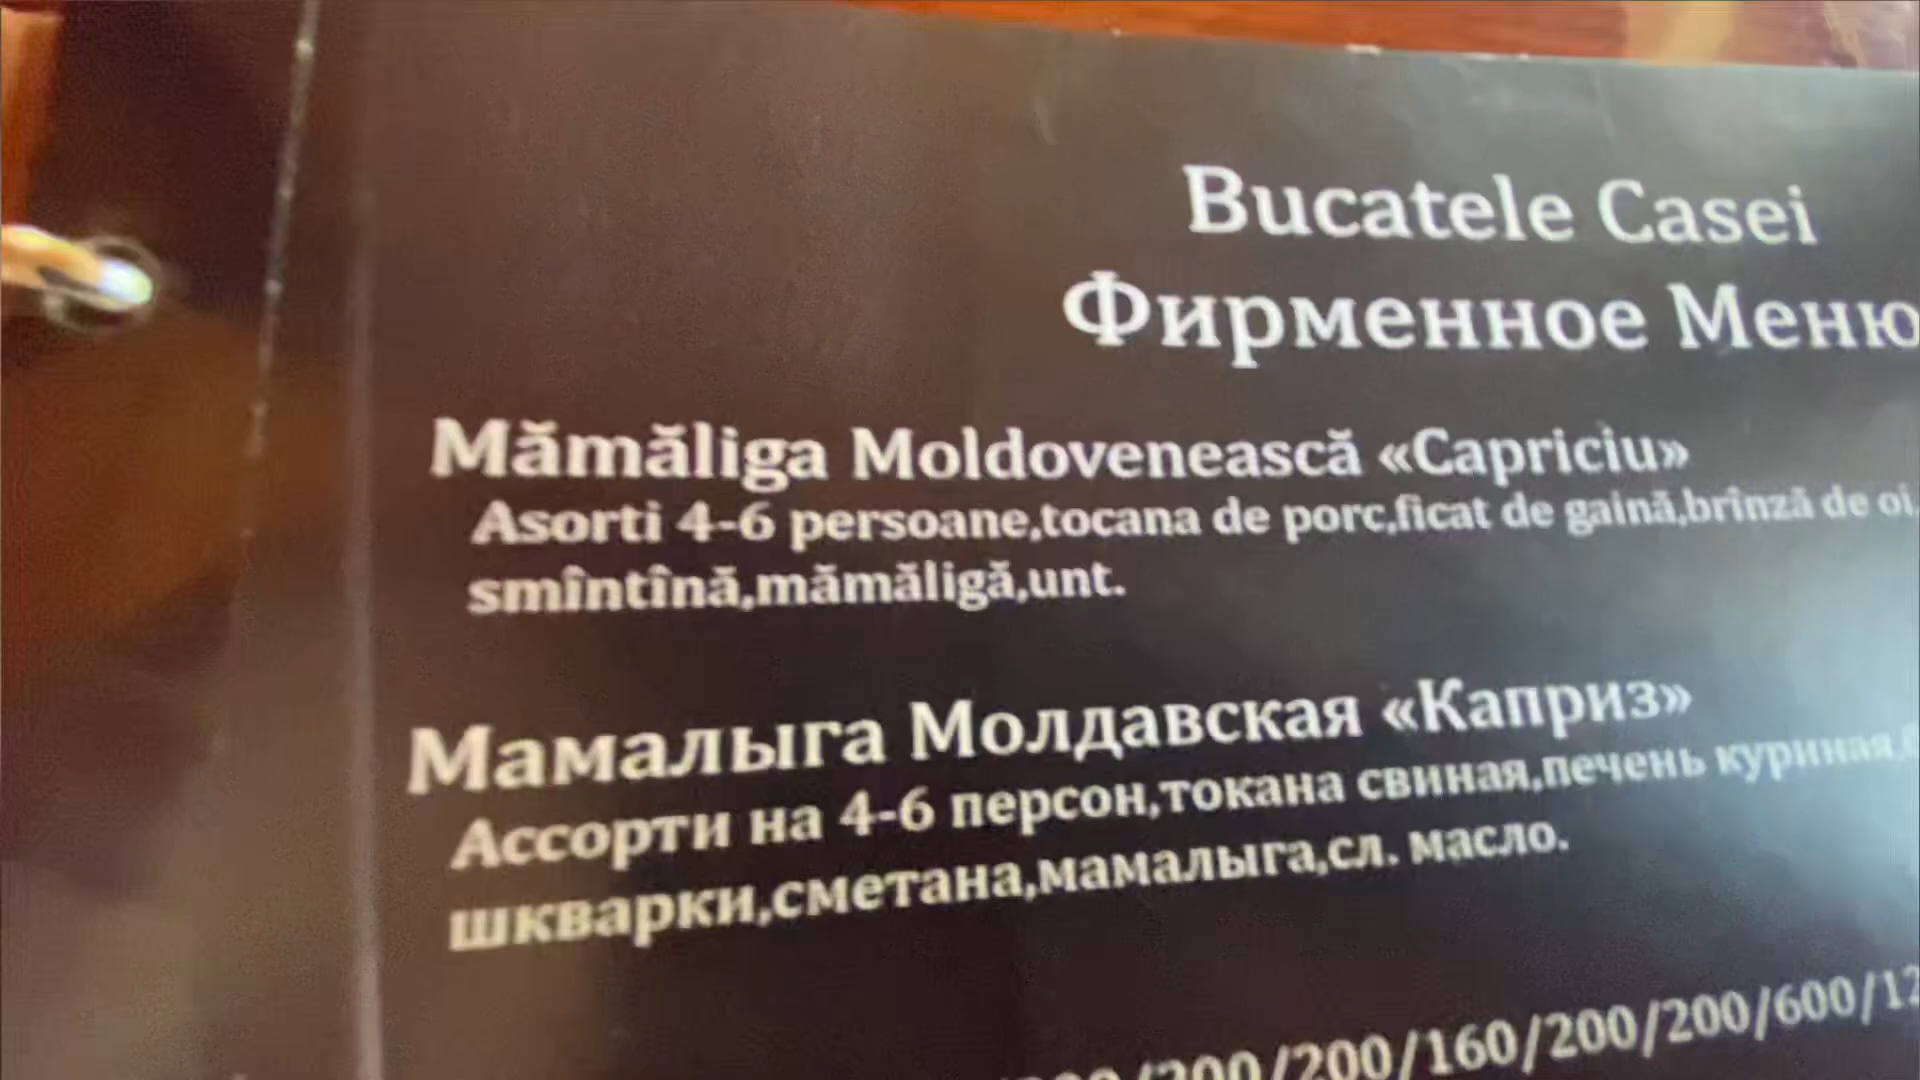 Bucatele Casei
Фирменное Меню
Mămăliga Moldovenească «Capriciu»
Asorti 4-6 persoane,tocana de porc,ficat de gaină,brînză de oi,
smîntînă,mămăligă,unt.
Мамалыга Молдавская «Каприз»
Ассорти на 4-6 персон,токана свиная,печень куриная,
шкварки,сметана,мамалыга,сл. масло.
/200/200/160/200/200/600/12